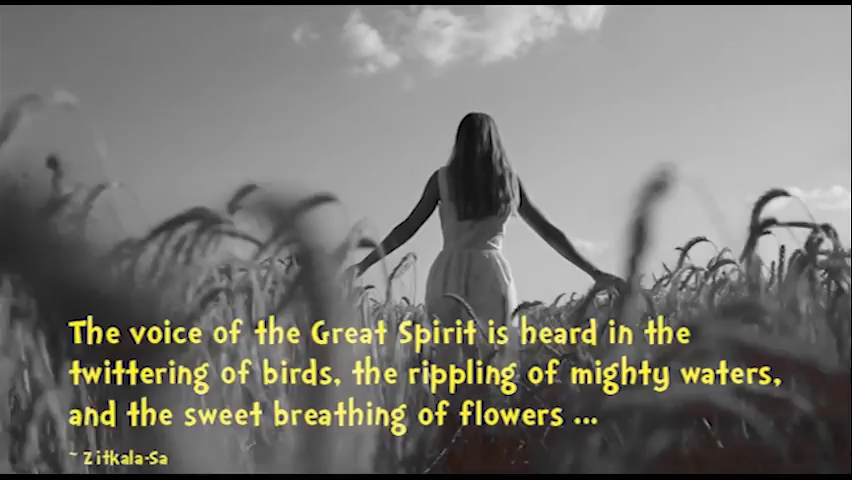 The voice of the Great Spirit is heard in the
twittering of birds, the rippling of mighty waters,
and the sweet breathing of flowers ...
~ Zitkala-Sa